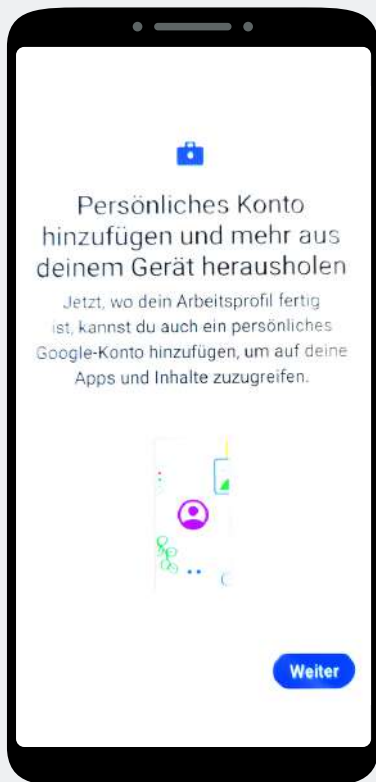 Persönliches Konto
hinzufügen und mehr aus
deinem Gerät herausholen
Jetzt, wo dein Arbeitsprofil fertig
ist, kannst du auch ein persönliches
Google-Konto hinzufügen, um auf deine
Apps und Inhalte zuzugreifen.
Weiter